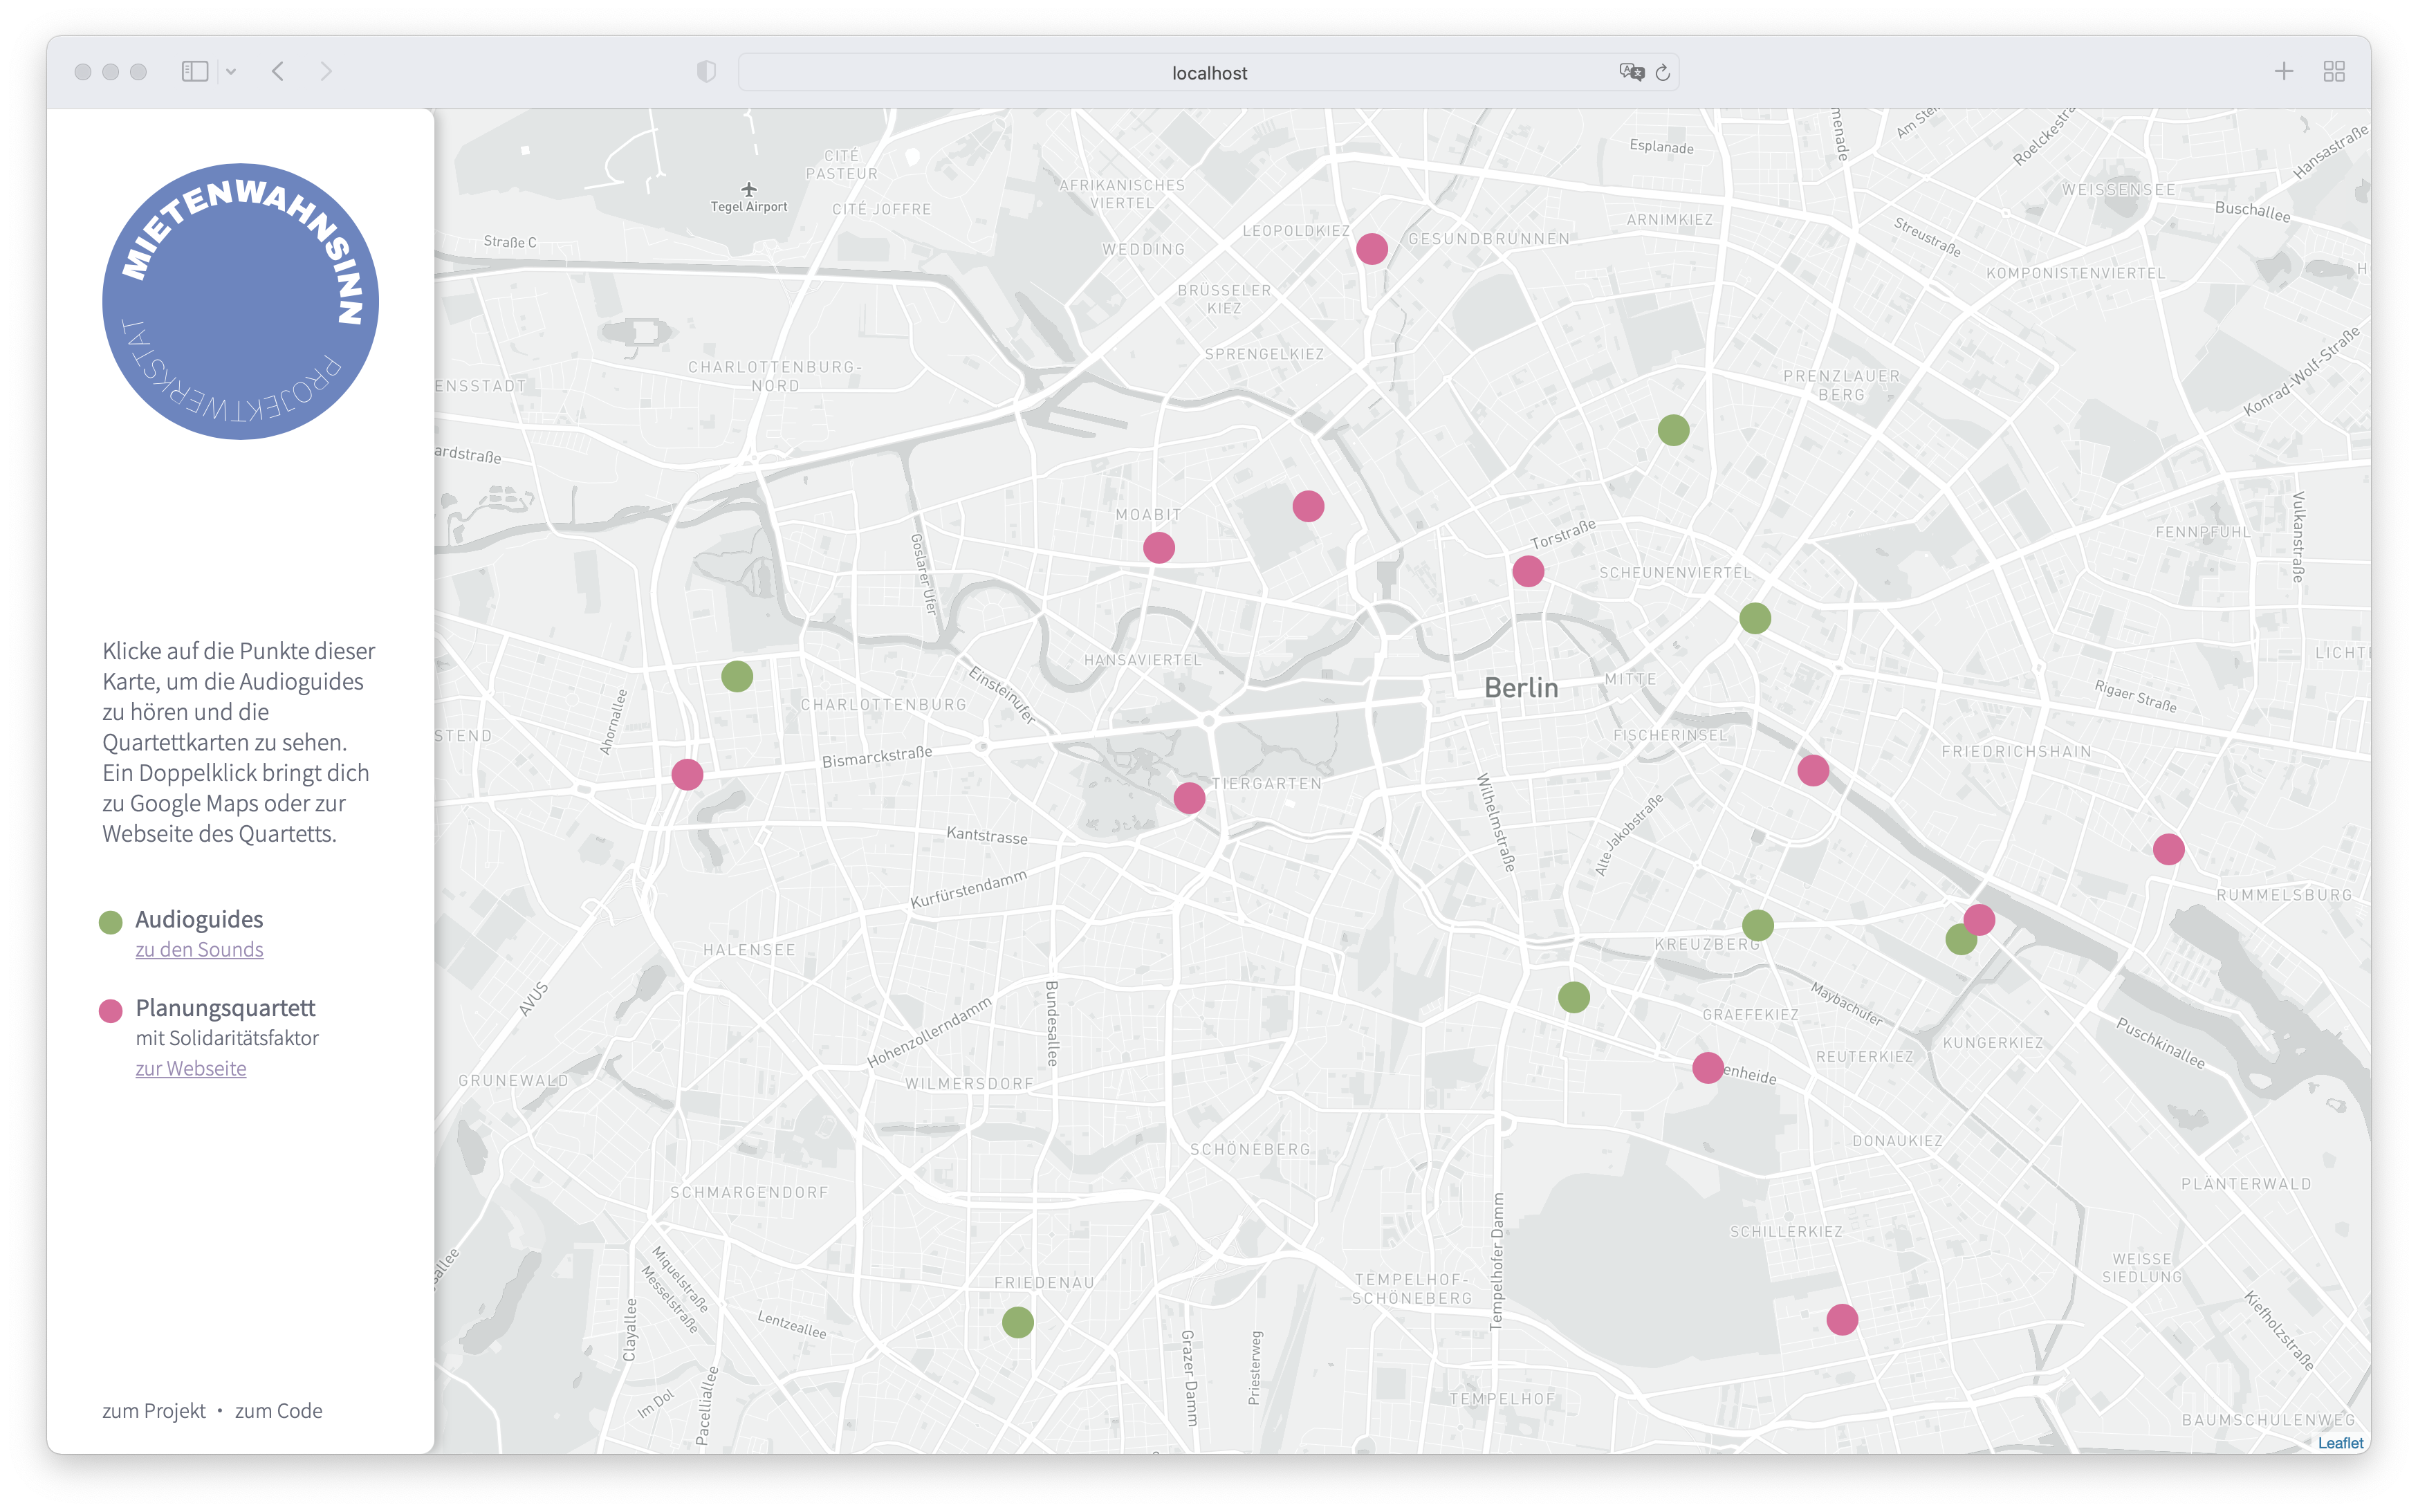 localhost
MIETENWAHNSINN
PROJEKTWERKSTAT
Klicke auf die Punkte dieser
Karte, um die Audioguides
zu hören und die
Quartettkarten zu sehen.
Ein Doppelklick bringt dich
zu Google Maps oder zur
Webseite des Quartetts.
Audioguides
zu den Sounds
Planungsquartett
mit Solidaritätsfaktor
zur Webseite
zum Projekt • zum Code
CITÉ
PASTEUR
Tegel Airport
CITÉ JOFFRE
Straße C
AFRIKANISCHES
VIERTEL
WEDDING
LEOPOLDKIEZ
GESUNDBRUNNEN
Esplanade
ARNIMKIEZ
menade
Am Ste
Roelckestra
Hansastraße
WEISSENSEE
Buschallee
Streustraße
KOMPONISTENVIERTEL
H
BRÜSSELER
KIEZ
SPRENGELKIEZ
CHARLOTTENBURG-
NORD
ENSSTADT
ardstraße
PRENZLAUER
BERG
Konrad-Wolf-Straße
MOABIT
Goslarer Ufer
Torstraße
SCHEUNENVIERTEL
FENNPFUHL
Vulkanstraße
HANSAVIERTEL
Einsteinufer
CHARLOTTENBURG
Ahornallee
STEND
Bismarckstraße
TIERGARTEN
Berlin
MITTE
FISCHERINSEL
LICHT
Rigaer Straße
FRIEDRICHSHAIN
Wilhelmstraße
Alte Jakobstraße
Kantstrasse
Kurfürstendamm
HALENSEE
AVUS
RUMMELSBURG
KREUZBERG
Maybachufer
GRAEFEKIEZ
REUTERKIEZ
KUNGERKIEZ
Puschkinallee
Bundesallee
Hohenzollerndamm
GRUNEWALD
WILMERSDORF
enheide
SCHÖNEBERG
DONAUKIEZ
PLÄNTERWALD
SCHMARGENDORF
SCHILLERKIEZ
WEISSE
SIEDLUNG
sallee
Miquelstraße
Messelstraße
Clayallee
Lentzeallee
FRIEDENAU
TEMPELHOF-
SCHÖNEBERG
Tempelhofer Damm
Kiefholzstraße
Im Dol
Pacelliallee
Grazer Damm
Priesterweg
TEMPELHOF
BAUMSCHULENWEG
Leaflet